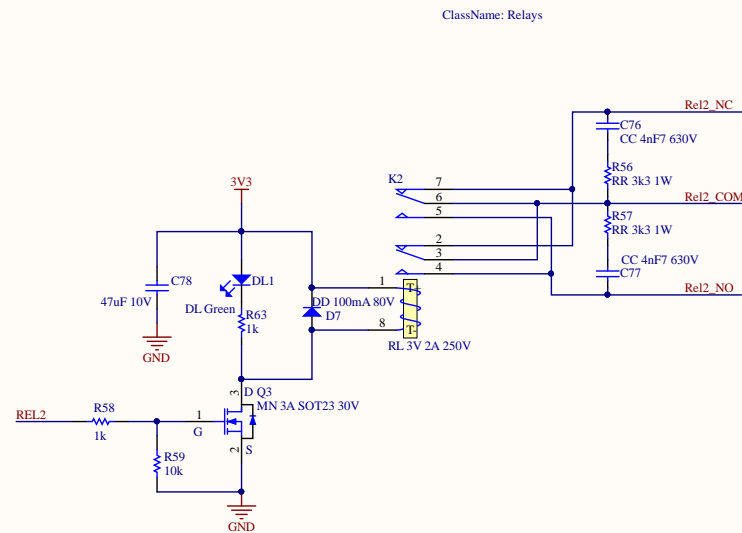 ClassName: Relays
Rel2_NC
C76
CC 4nF7 630V
R56
RR 3k3 1W
K2
7
6
5
Rel2_COM
R57
RR 3k3 1W
3V3
2
3
4
CC 4nF7 630V
C77
Rel2_NO
C78
47uF 10V
DL1
DL Green
R63
1k
DD 100mA 80V
D7
1
T+
8
T-
RL 3V 2A 250V
3
D Q3
MN 3A SOT23 30V
GND
REL2
R58
1k
1
G
2
S
R59
10k
GND